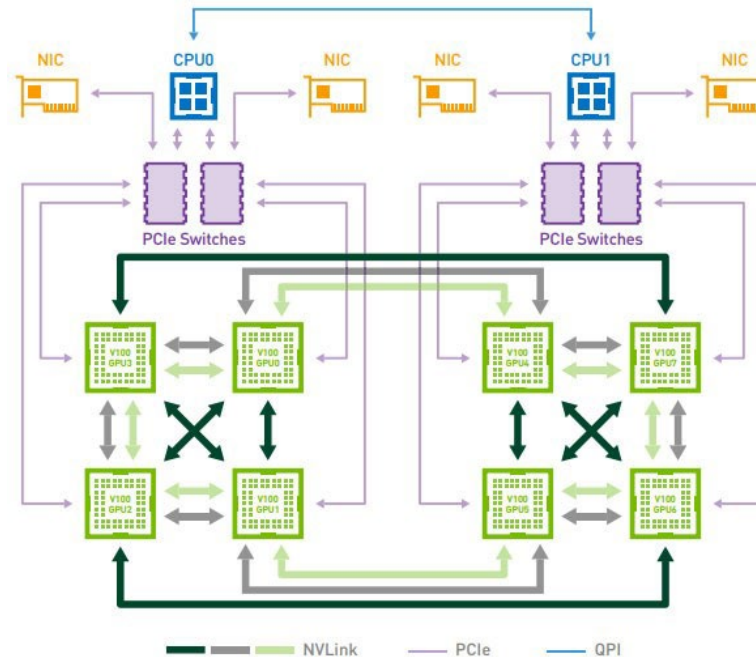 NIC
CPU0
NIC
NIC
CPU1
NIC
PCIe Switches
PCIe Switches
V100
GPU3
V100
GPU0
V100
GPU4
V100
GPU7
V100
GPU2
V100
GPU1
V100
GPU5
V100
GPU6
NVLink
PCIe
QPI